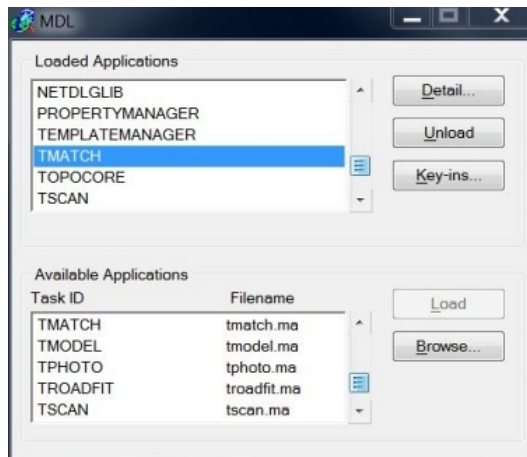 MDL
Loaded Applications
NETDLGLIB
PROPERTYMANAGER
TEMPLATEMANAGER
TMATCH
TOPOCORE
TSCAN
Detail...
Unload
Key-ins...
Available Applications
Task ID Filename
TMATCH tmatch.ma
TMODEL tmodel.ma
TPHOTO tphoto.ma
TROADFIT troadfit.ma
TSCAN tscan.ma
Load
Browse...